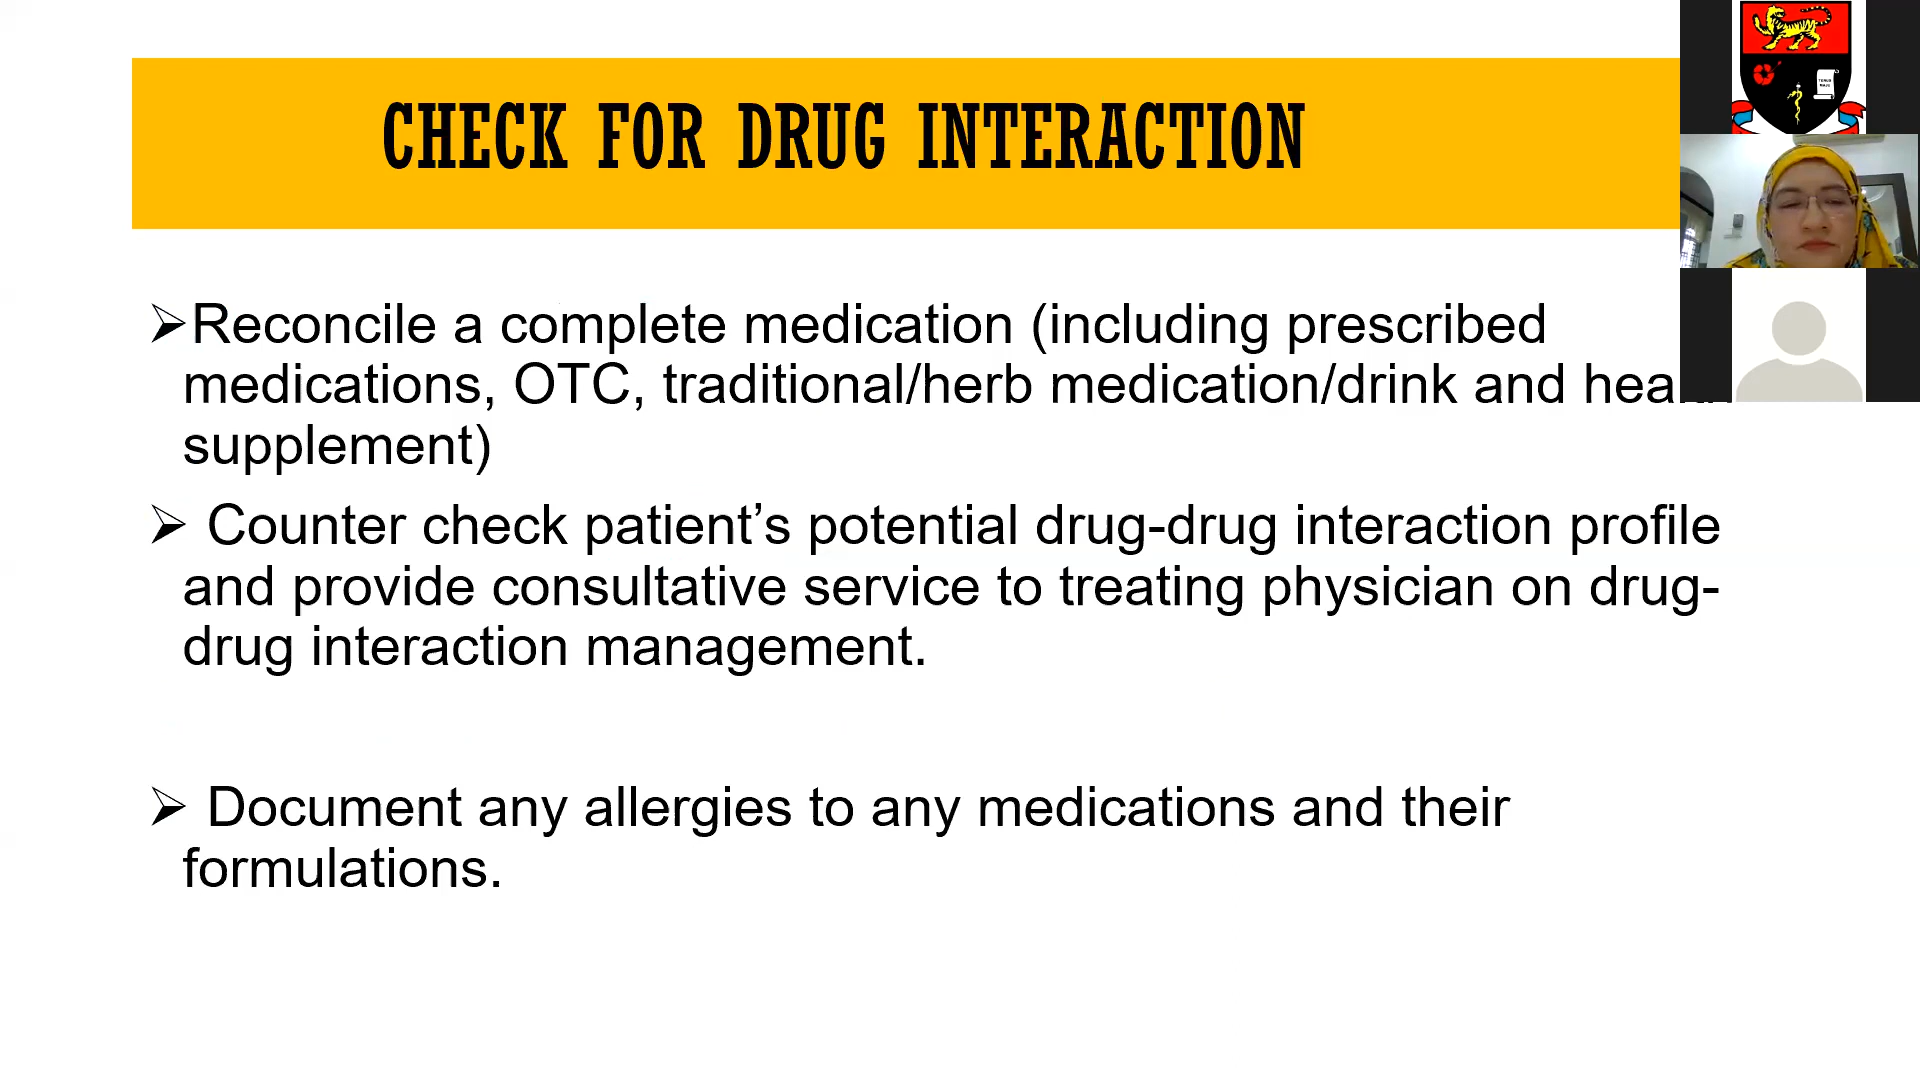 CHECK FOR DRUG INTERACTION
➢Reconcile a complete medication (including prescribed
medications, OTC, traditional/herb medication/drink and
supplement)
➢ Counter check patient’s potential drug-drug interaction profile
and provide consultative service to treating physician on drug-
drug interaction management.
➢ Document any allergies to any medications and their
formulations.